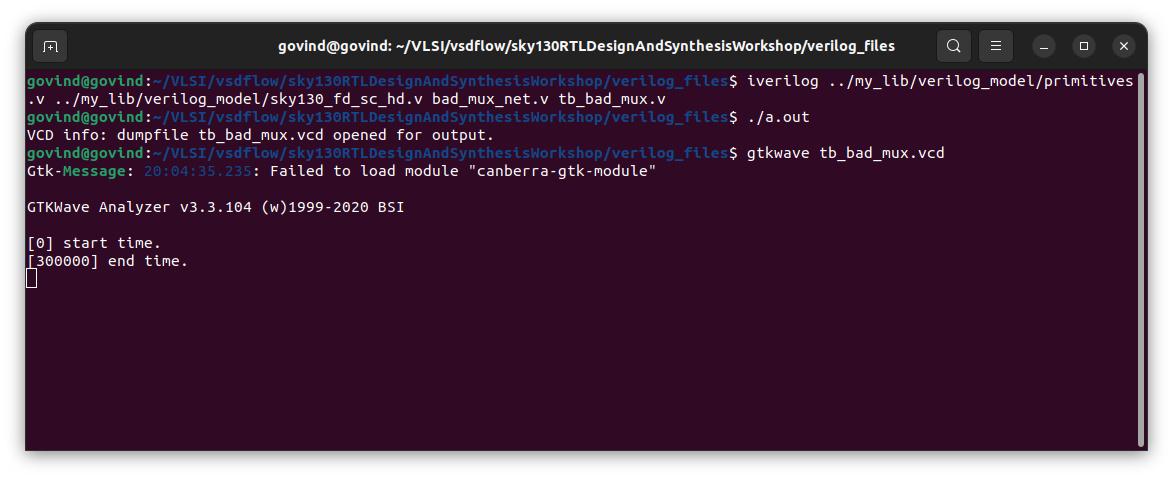 govind@govind: ~/VLSI/vsdflow/sky130RTLDesignAndSynthesisWorkshop/verilog_files
govind@govind:~/VLSI/vsdflow/sky130RTLDesignAndSynthesisWorkshop/verilog_files$ iverilog ../my_lib/verilog_model/primitives
.v ../my_lib/verilog_model/sky130_fd_sc_hd.v bad_mux_net.v tb_bad_mux.v
govind@govind:~/VLSI/vsdflow/sky130RTLDesignAndSynthesisWorkshop/verilog_files$ ./a.out
VCD info: dumpfile tb_bad_mux.vcd opened for output.
govind@govind:~/VLSI/vsdflow/sky130RTLDesignAndSynthesisWorkshop/verilog_files$ gtkwave tb_bad_mux.vcd
Gtk-Message: 20:04:35.235: Failed to load module "canberra-gtk-module"
GTKWave Analyzer v3.3.104 (w)1999-2020 BSI
[0] start time.
[300000] end time.